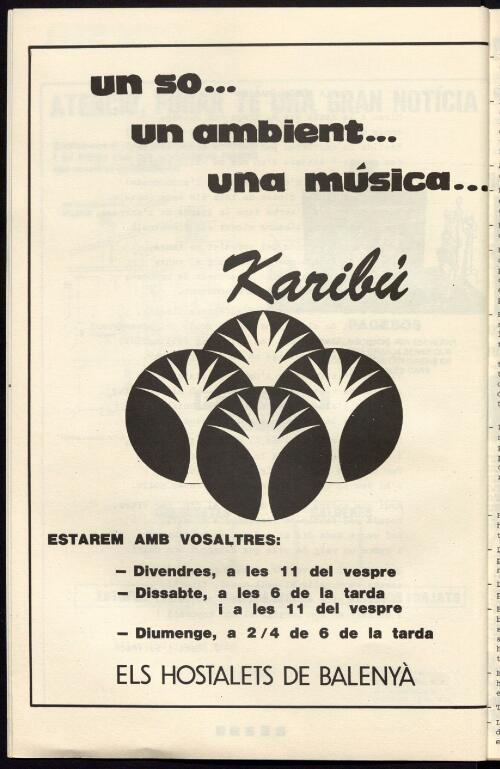 un so...
un ambient...
una música...
Karibú
ESTAREM AMB VOSALTRES:
– Divendres, a les 11 del vespre
– Dissabte, a les 6 de la tarda
i a les 11 del vespre
– Diumenge, a 2/4 de 6 de la tarda
ELS HOSTALETS DE BALENYÀ